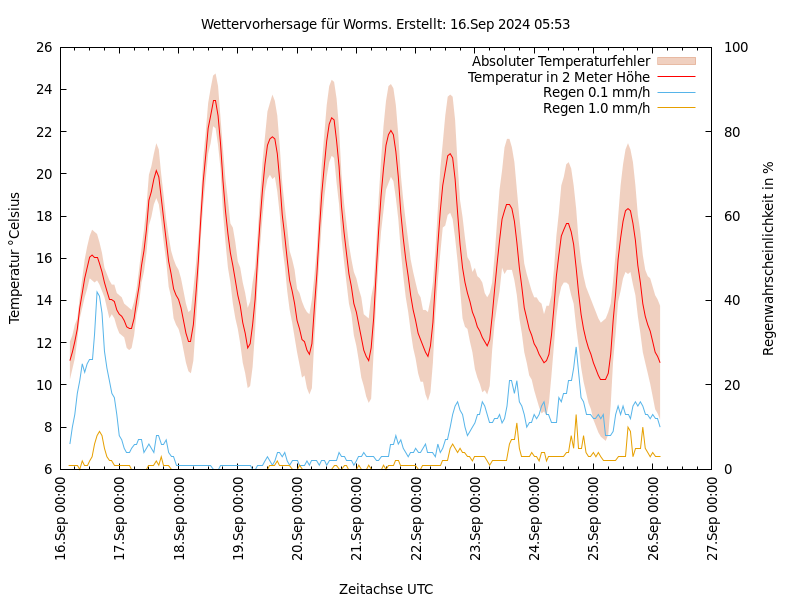 Wettervorhersage für Worms. Erstellt: 16.Sep 2024 05:53
Absoluter Temperaturfehler
Temperatur in 2 Meter Höhe
Regen 0.1 mm/h
Regen 1.0 mm/h
Temperatur °Celsius
26
24
22
20
18
16
14
12
10
8
6
100
80
60
40
20
0
Regenwahrscheinlichkeit in %
16.Sep 00:00
17.Sep 00:00
18.Sep 00:00
19.Sep 00:00
20.Sep 00:00
21.Sep 00:00
22.Sep 00:00
23.Sep 00:00
24.Sep 00:00
25.Sep 00:00
26.Sep 00:00
27.Sep 00:00
Zeitachse UTC